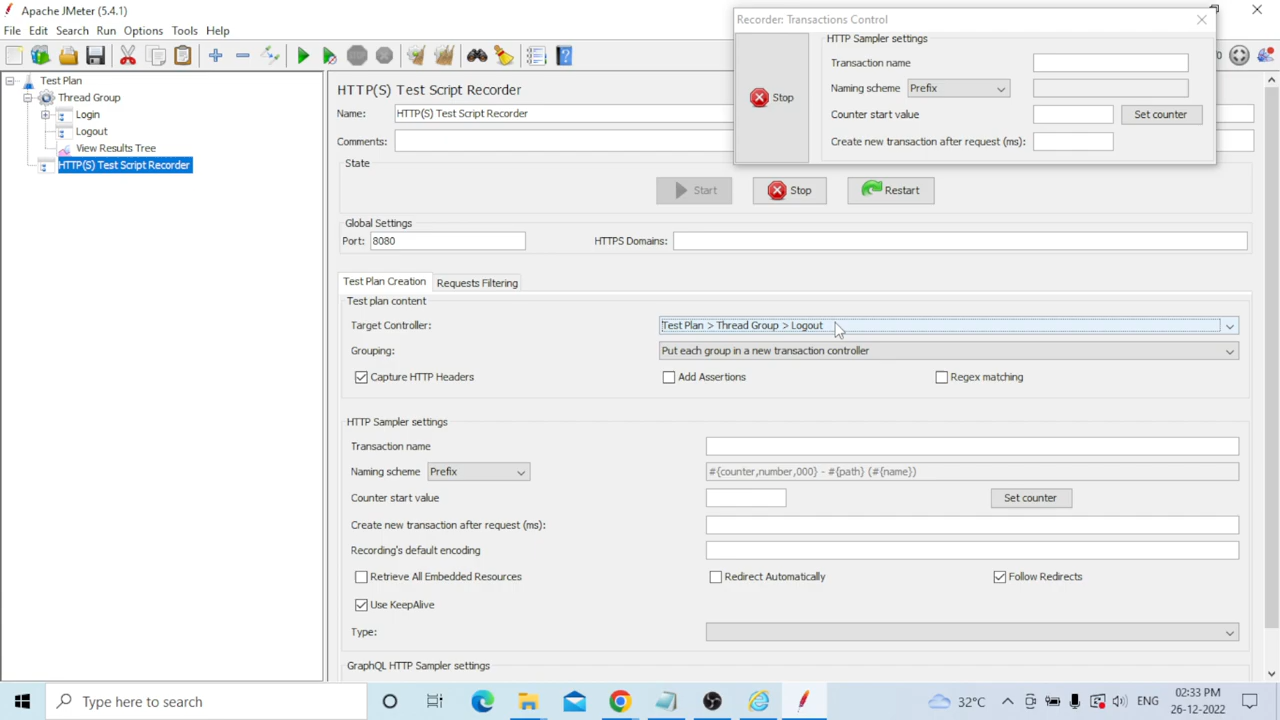 Apache JMeter (5.4.1)
File Edit Search Run Options Tools Help
Test Plan
Thread Group
Login
Logout
View Results Tree
HTTP(S) Test Script Recorder
HTTP(S) Test Script Recorder
Name: HTTP(S) Test Script Recorder
Comments:
State
Start Stop Restart
Global Settings
Port: 8080 HTTPS Domains:
Test Plan Creation Requests Filtering
Test plan content
Target Controller: Test Plan > Thread Group > Logout
Grouping: Put each group in a new transaction controller
Capture HTTP Headers Add Assertions Regex matching
HTTP Sampler settings
Transaction name
Naming scheme Prefix #{counter,number,000} - #{path} (#{name})
Counter start value Set counter
Create new transaction after request (ms):
Recording's default encoding
Retrieve All Embedded Resources Redirect Automatically Follow Redirects
Use KeepAlive
Type:
GraphQL HTTP Sampler settings
Recorder: Transactions Control
Stop
HTTP Sampler settings
Transaction name
Naming scheme Prefix
Counter start value Set counter
Create new transaction after request (ms):
Type here to search
32°C
ENG
02:33 PM
26-12-2022